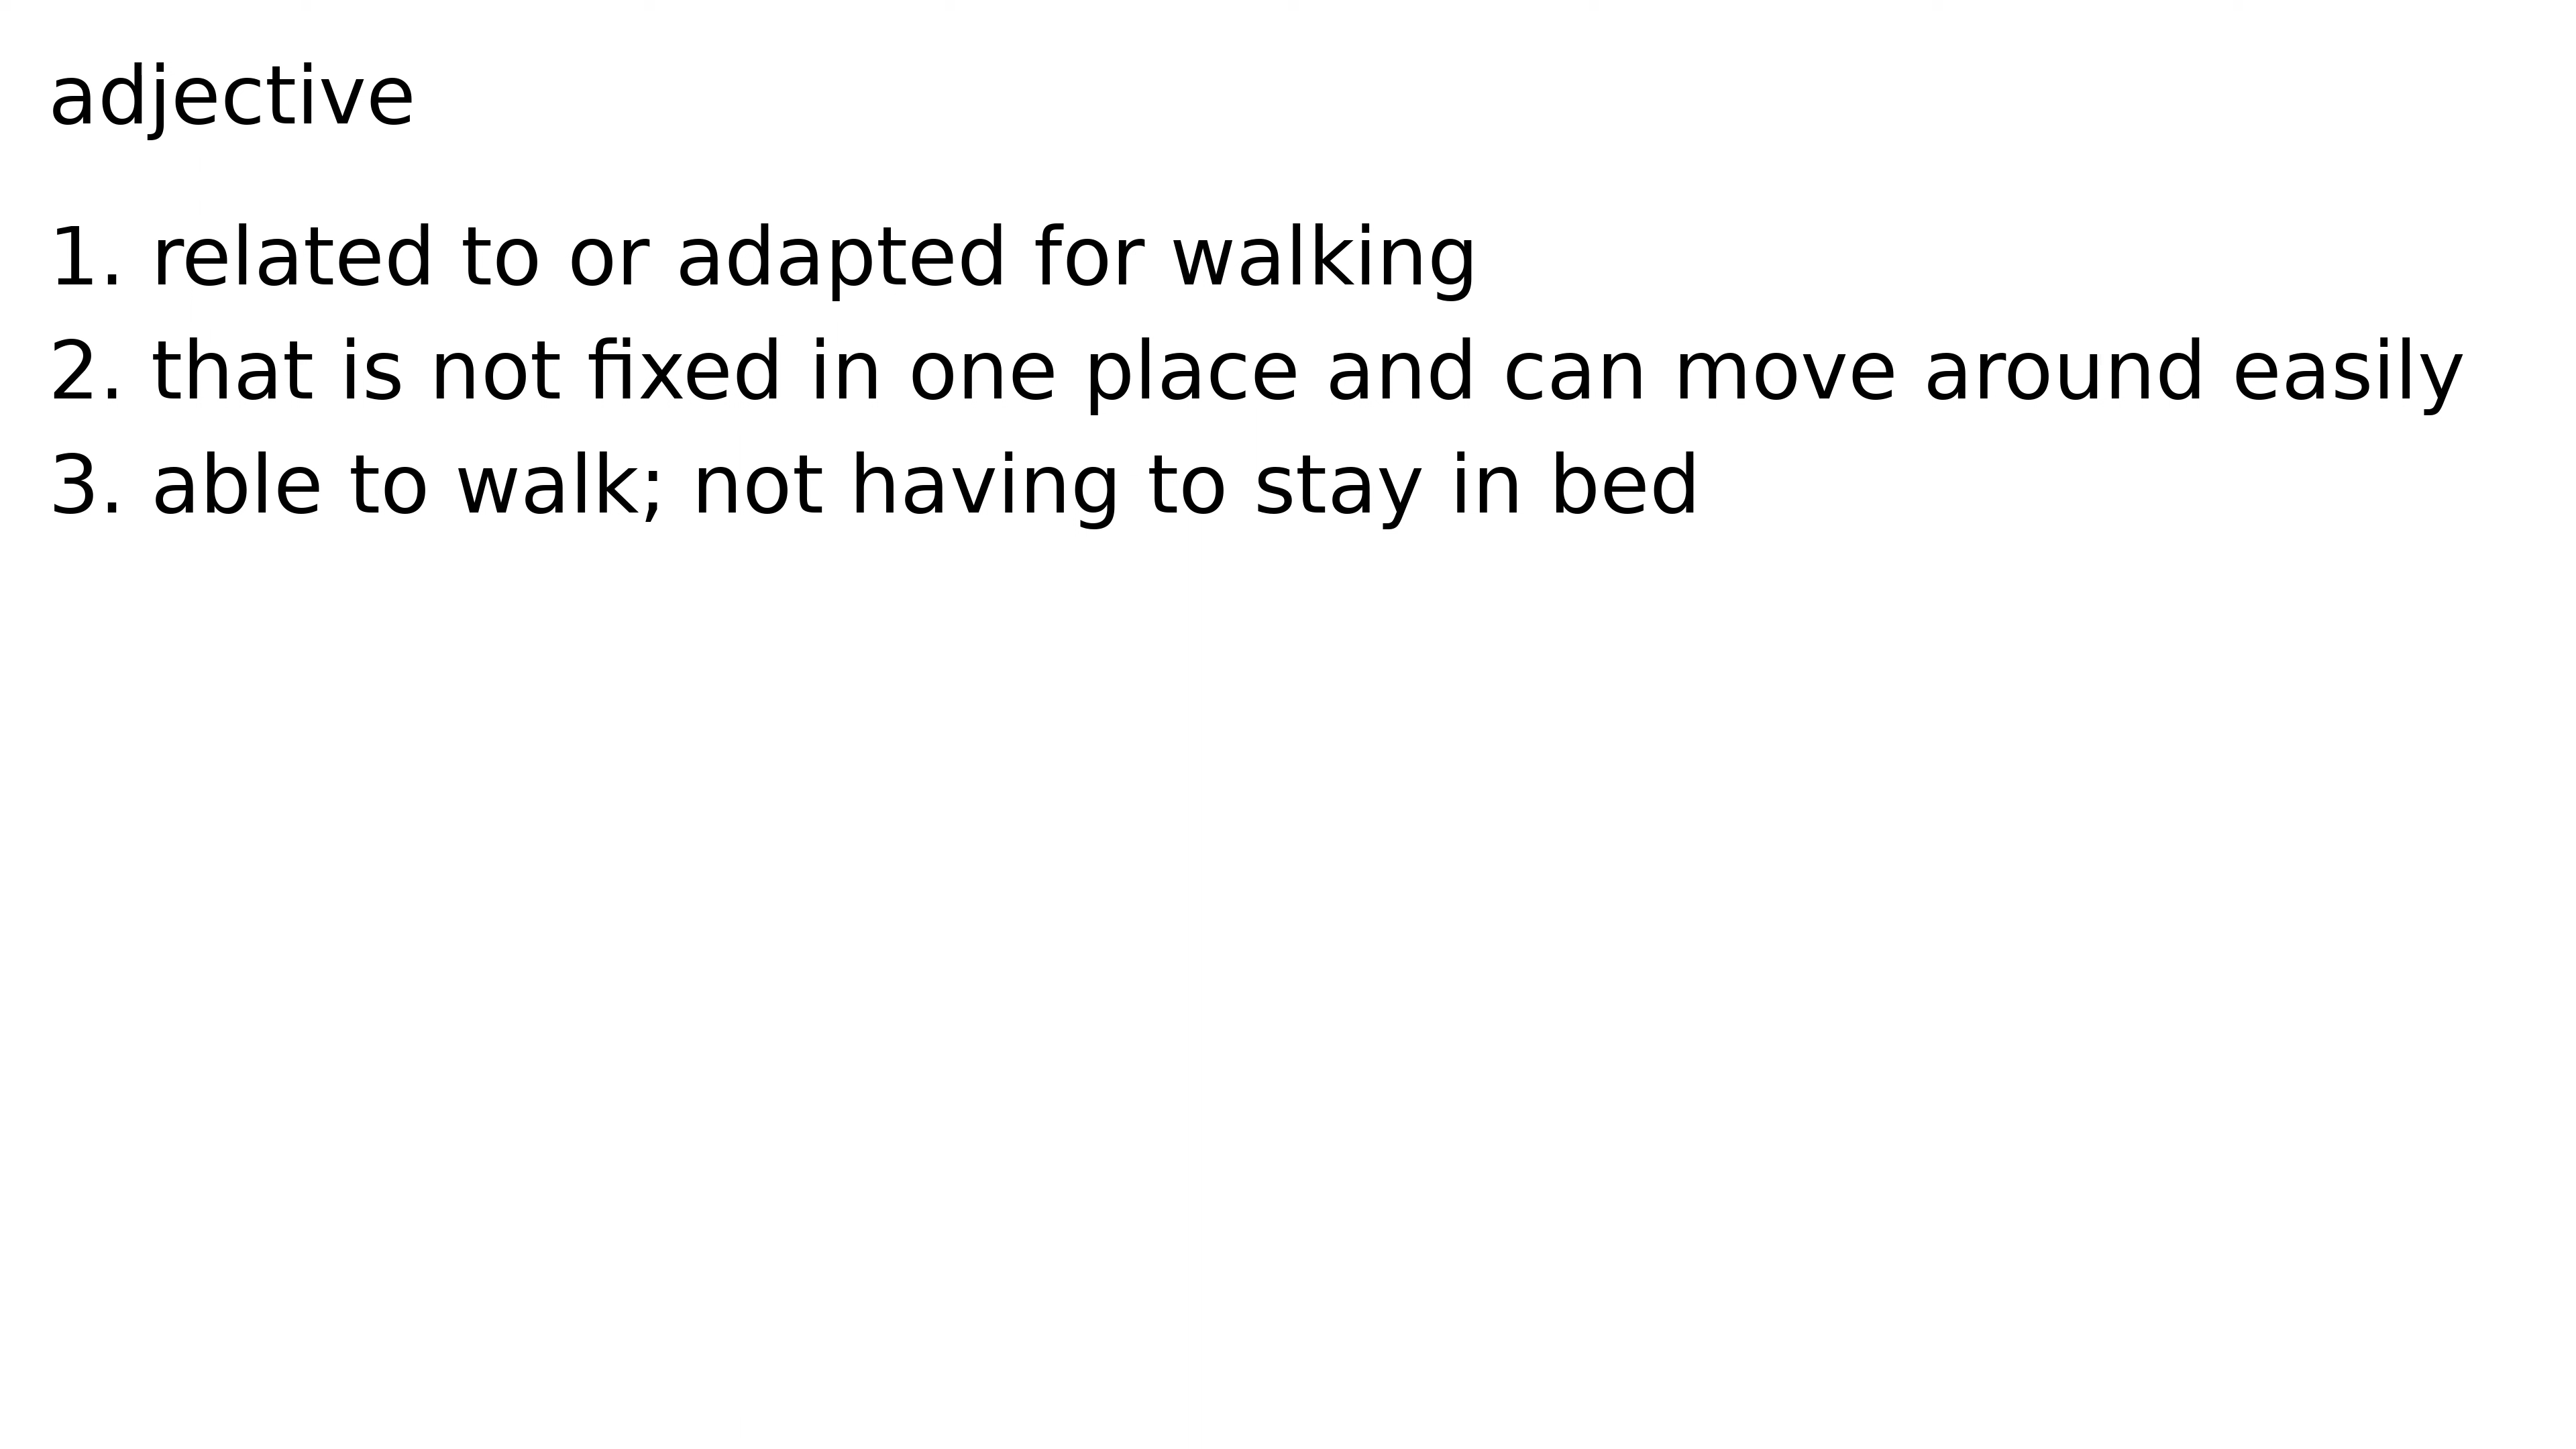 adjective
1. related to or adapted for walking
2. that is not fixed in one place and can move around easily
3. able to walk; not having to stay in bed